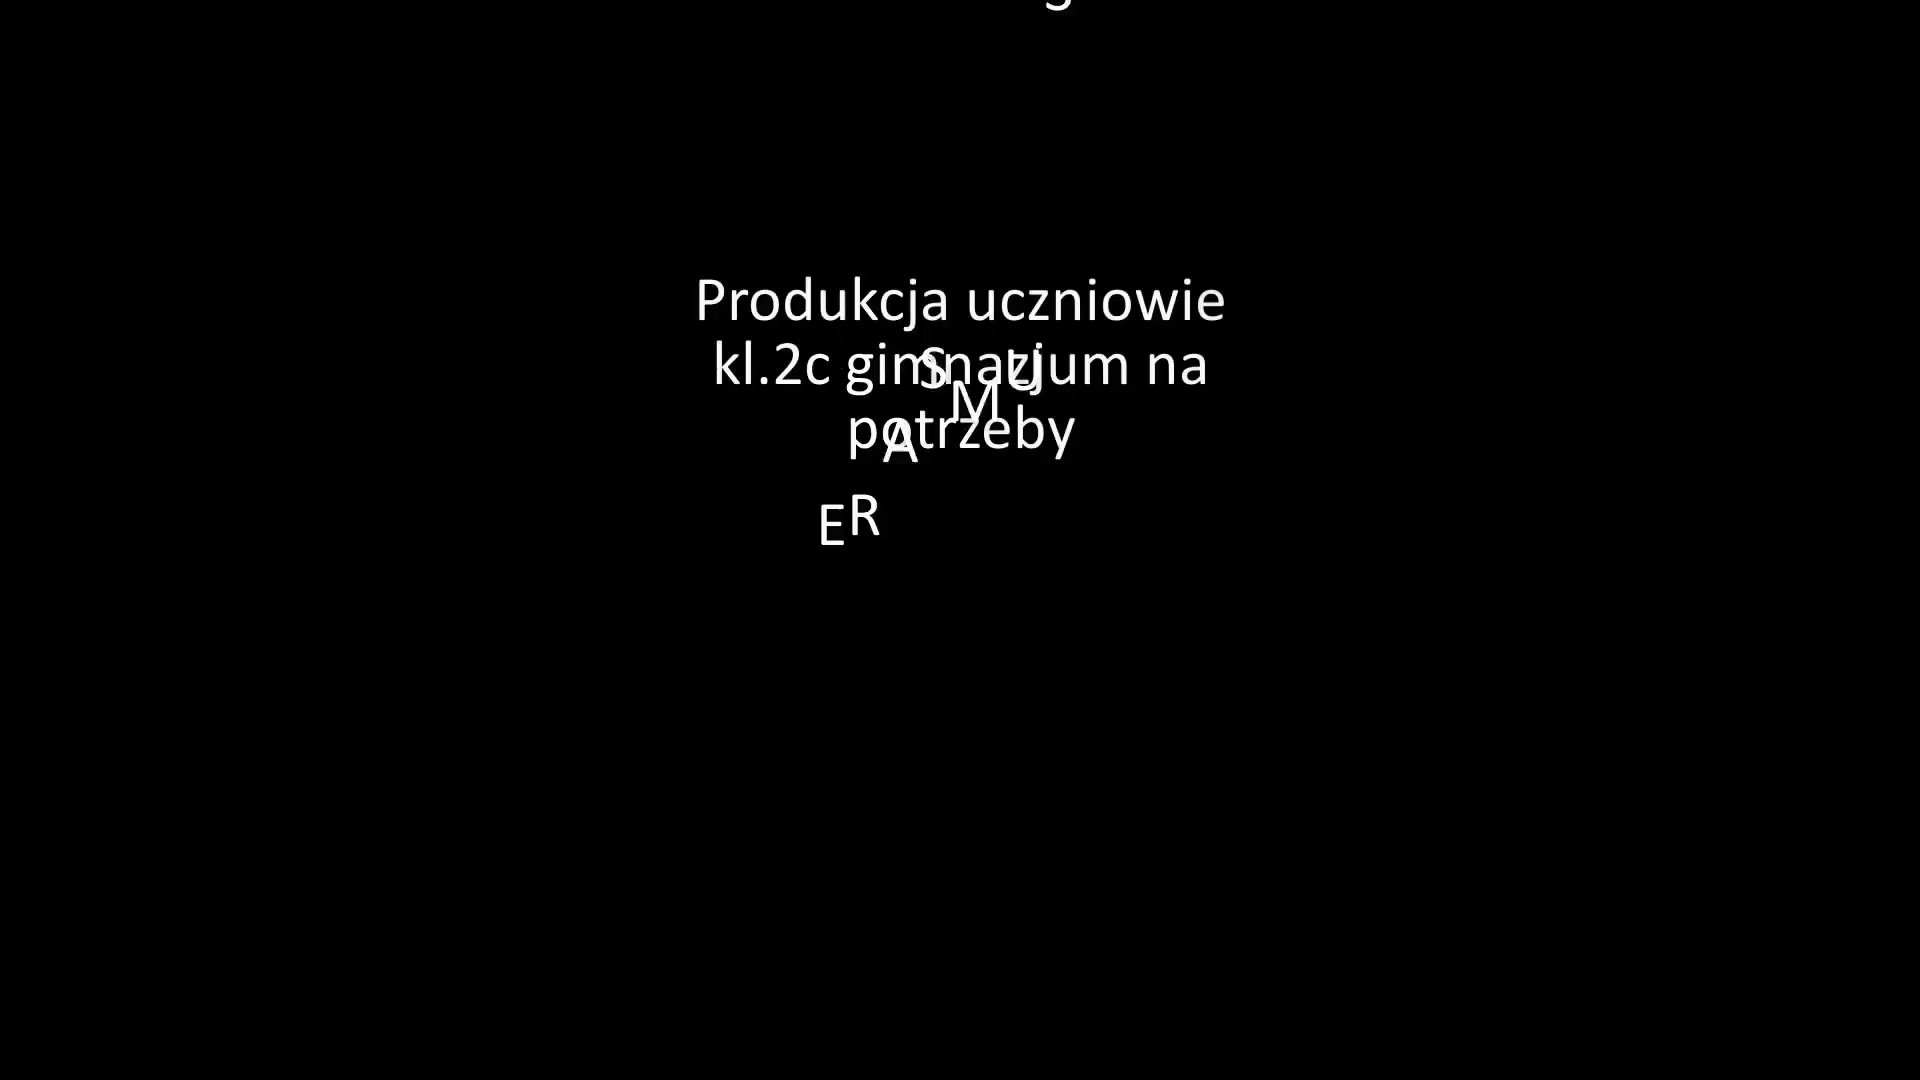 g
Produkcja uczniowie
kl.2c gimnazjum na
potrzeby
E R A S M U